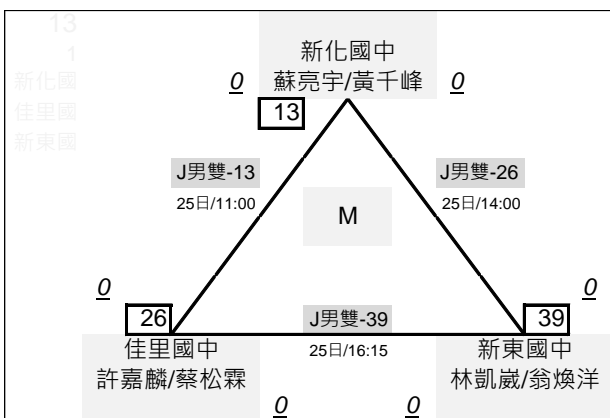 13
1
新化國
佳里國
新東國
新化國中
0 蘇亮宇/黃千峰 0
13
J男雙-13 J男雙-26
25日/11:00 25日/14:00
M
0 0
26 J男雙-39 39
佳里國中 25日/16:15 新東國中
許嘉麟/蔡松霖 林凱崴/翁煥洋
0 0